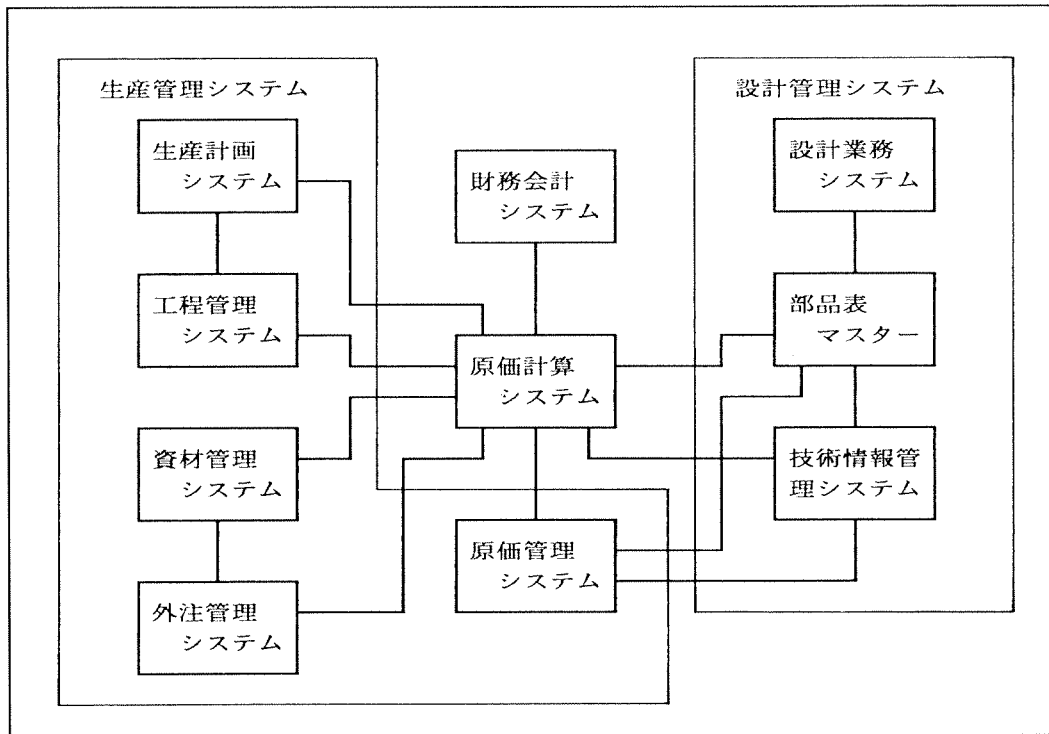 生産管理システム
生産計画
システム
工程管理
システム
資材管理
システム
外注管理
システム
財務会計
システム
原価計算
システム
原価管理
システム
設計管理システム
設計業務
システム
部品表
マスター
技術情報管
理システム